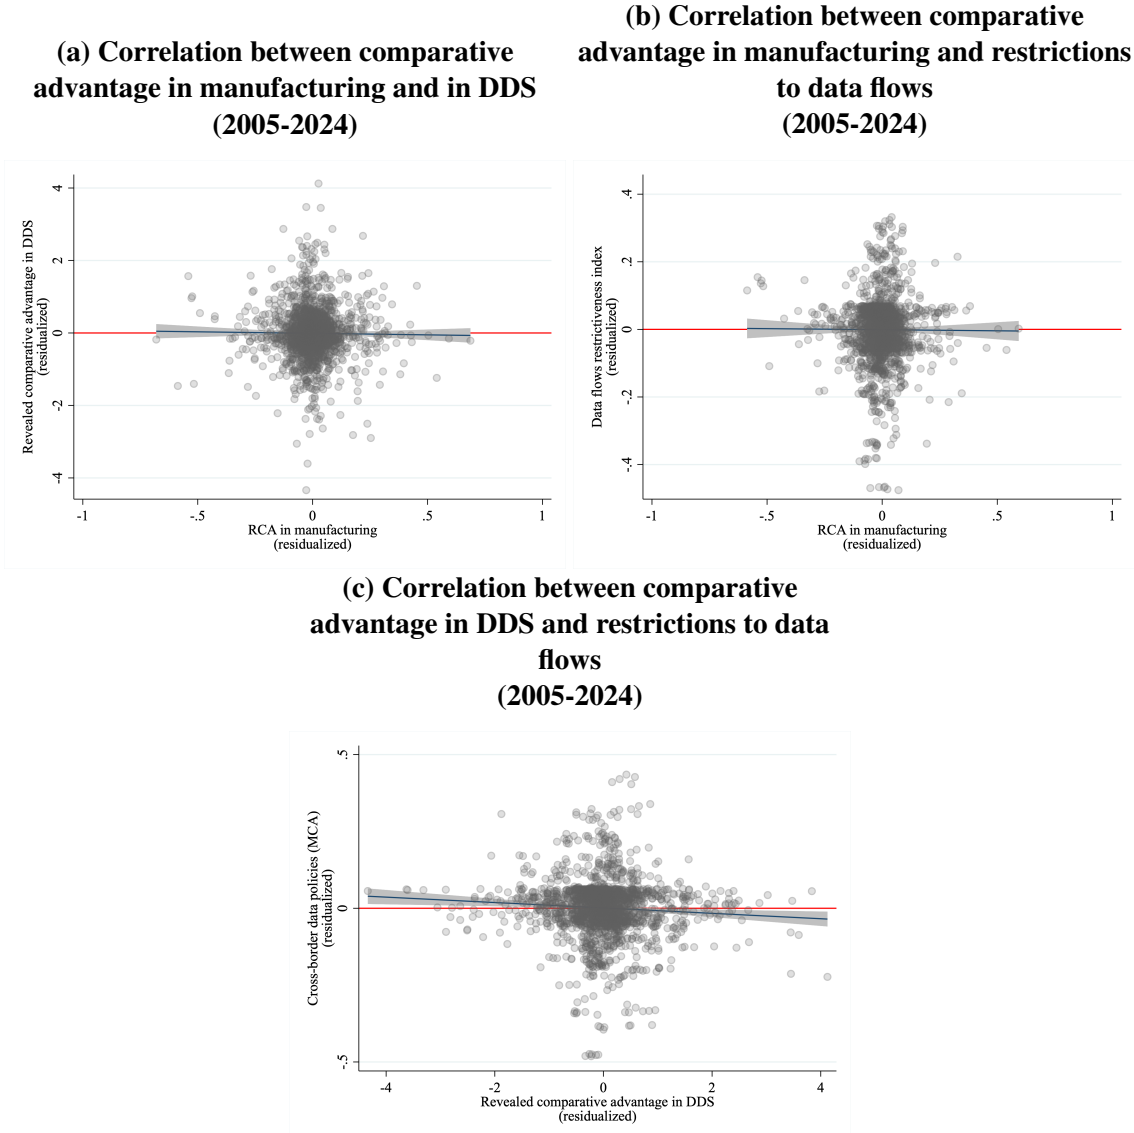 (a) Correlation between comparative
advantage in manufacturing and in DDS
(2005-2024)
(b) Correlation between comparative
advantage in manufacturing and restrictions
to data flows
(2005-2024)
Revealed comparative advantage in DDS
(residualized)
4
2
0
-2
-4
-1
-.5
0
.5
1
RCA in manufacturing
(residualized)
Data flows restrictiveness index
(residualized)
.4
.2
0
-.2
-.4
-1
-.5
0
.5
1
RCA in manufacturing
(residualized)
(c) Correlation between comparative
advantage in DDS and restrictions to data
flows
(2005-2024)
Cross-border data policies (MCA)
(residualized)
.5
0
-.5
-4
-2
0
2
4
Revealed comparative advantage in DDS
(residualized)